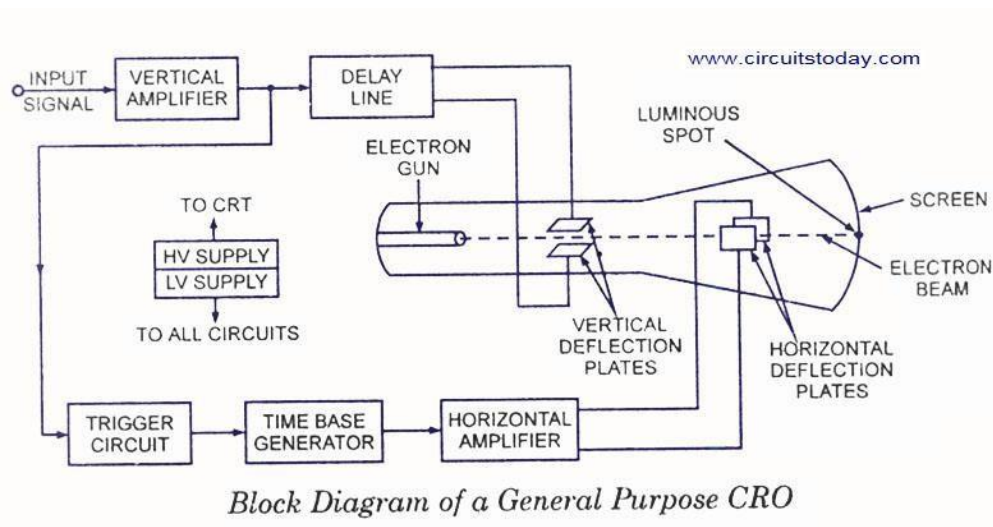 www.circuitstoday.com
INPUT
SIGNAL
VERTICAL
AMPLIFIER
DELAY
LINE
LUMINOUS
SPOT
ELECTRON
GUN
SCREEN
TO CRT
HV SUPPLY
LV SUPPLY
TO ALL CIRCUITS
ELECTRON
BEAM
VERTICAL
DEFLECTION
PLATES
HORIZONTAL
DEFLECTION
PLATES
TRIGGER
CIRCUIT
TIME BASE
GENERATOR
HORIZONTAL
AMPLIFIER
Block Diagram of a General Purpose CRO